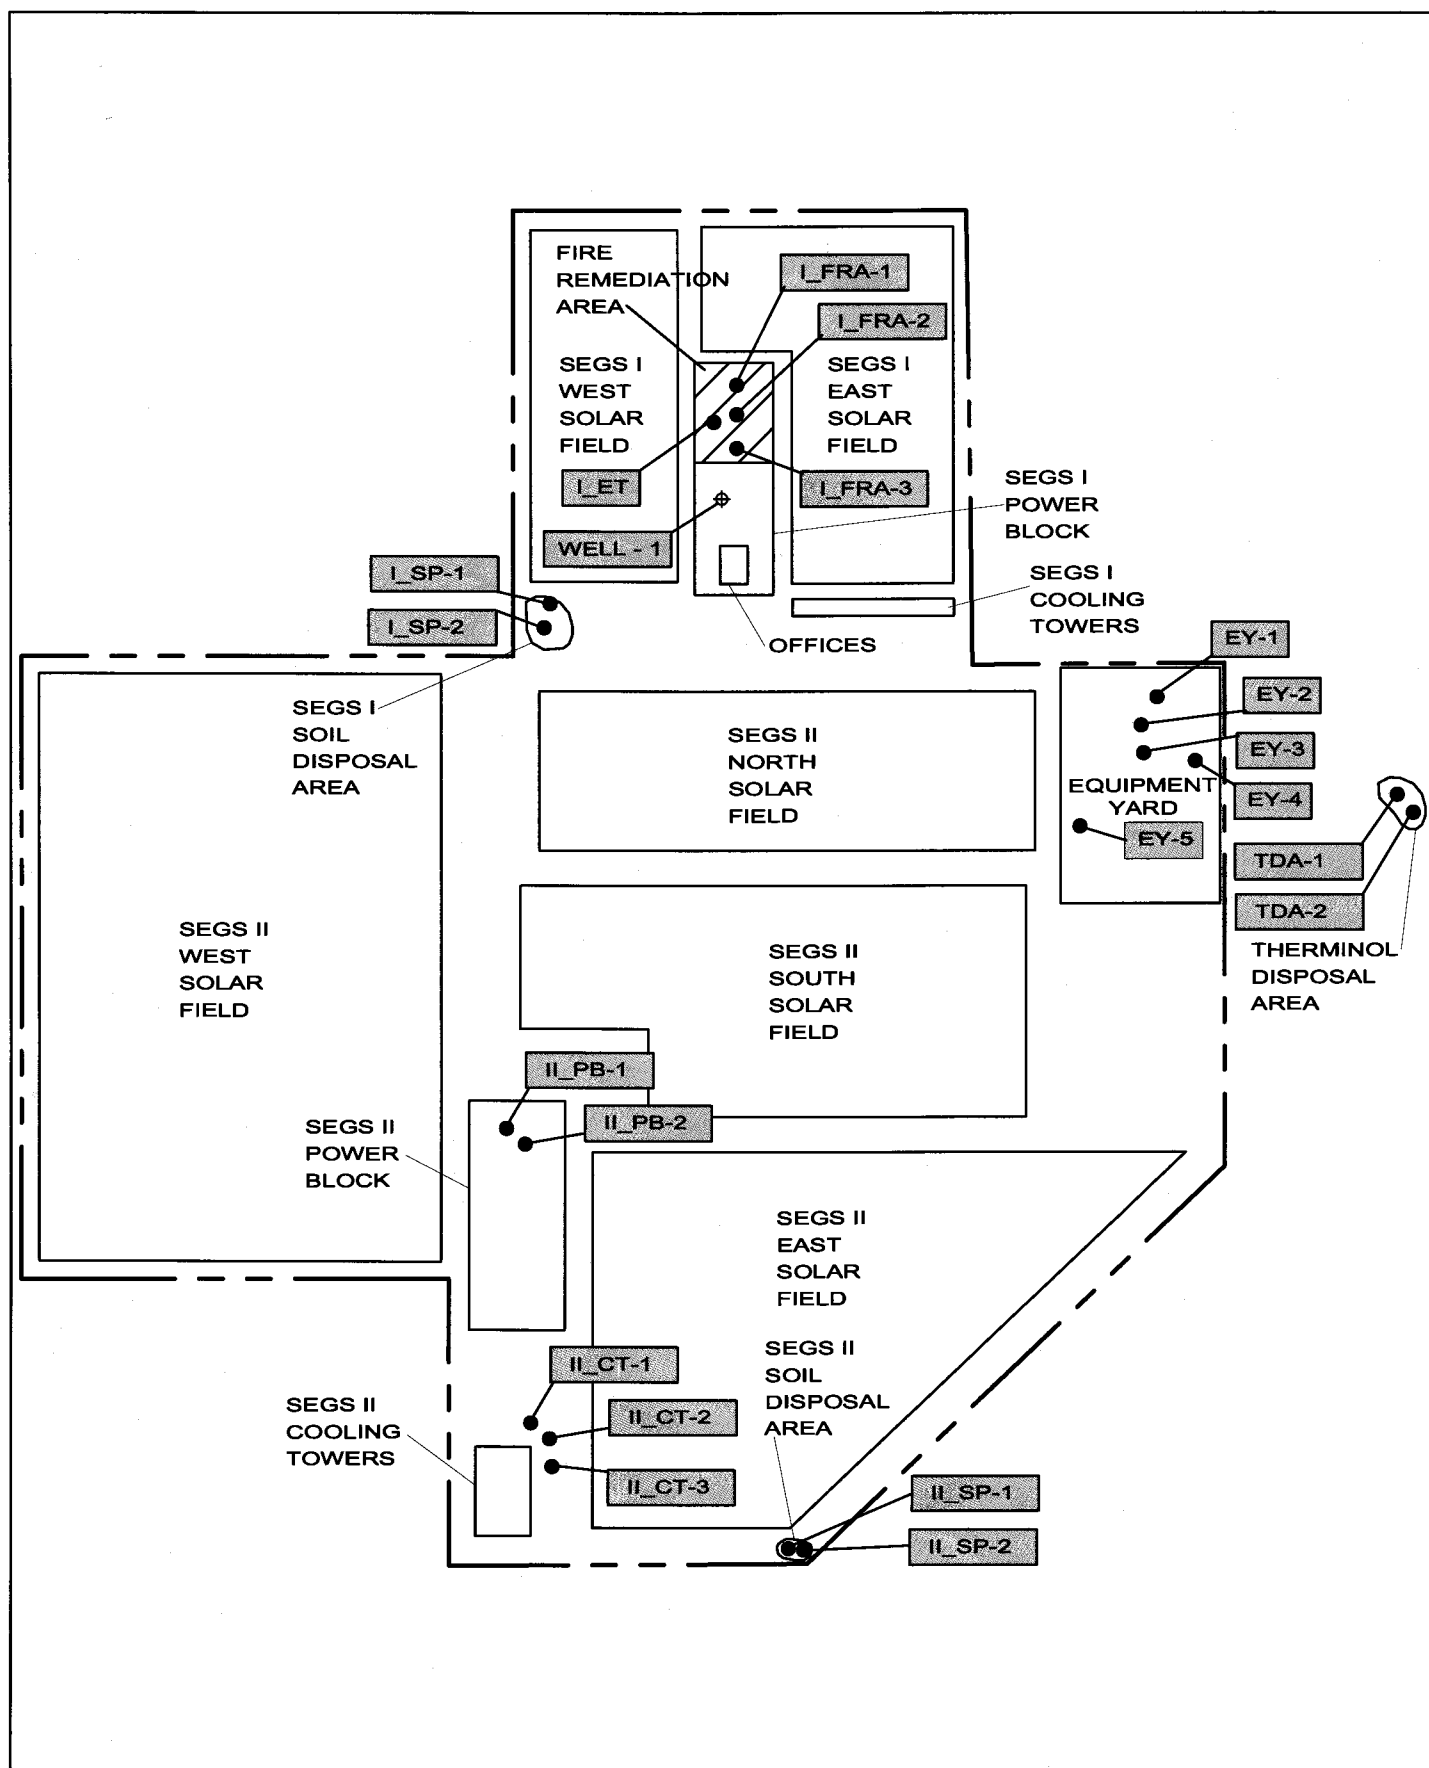 FIRE
REMEDIATION
AREA
I_FRA-1
I_FRA-2
SEGS I
WEST
SOLAR
FIELD
SEGS I
EAST
SOLAR
FIELD
I_ET
I_FRA-3
SEGS I
POWER
BLOCK
WELL - 1
I_SP-1
I_SP-2
SEGS I
COOLING
TOWERS
OFFICES
EY-1
EY-2
EY-3
EY-4
EQUIPMENT
YARD
EY-5
SEGS I
SOIL
DISPOSAL
AREA
SEGS II
NORTH
SOLAR
FIELD
TDA-1
TDA-2
THERMINOL
DISPOSAL
AREA
SEGS II
WEST
SOLAR
FIELD
SEGS II
SOUTH
SOLAR
FIELD
II_PB-1
II_PB-2
SEGS II
POWER
BLOCK
SEGS II
EAST
SOLAR
FIELD
II_CT-1
II_CT-2
II_CT-3
SEGS II
SOIL
DISPOSAL
AREA
SEGS II
COOLING
TOWERS
II_SP-1
II_SP-2